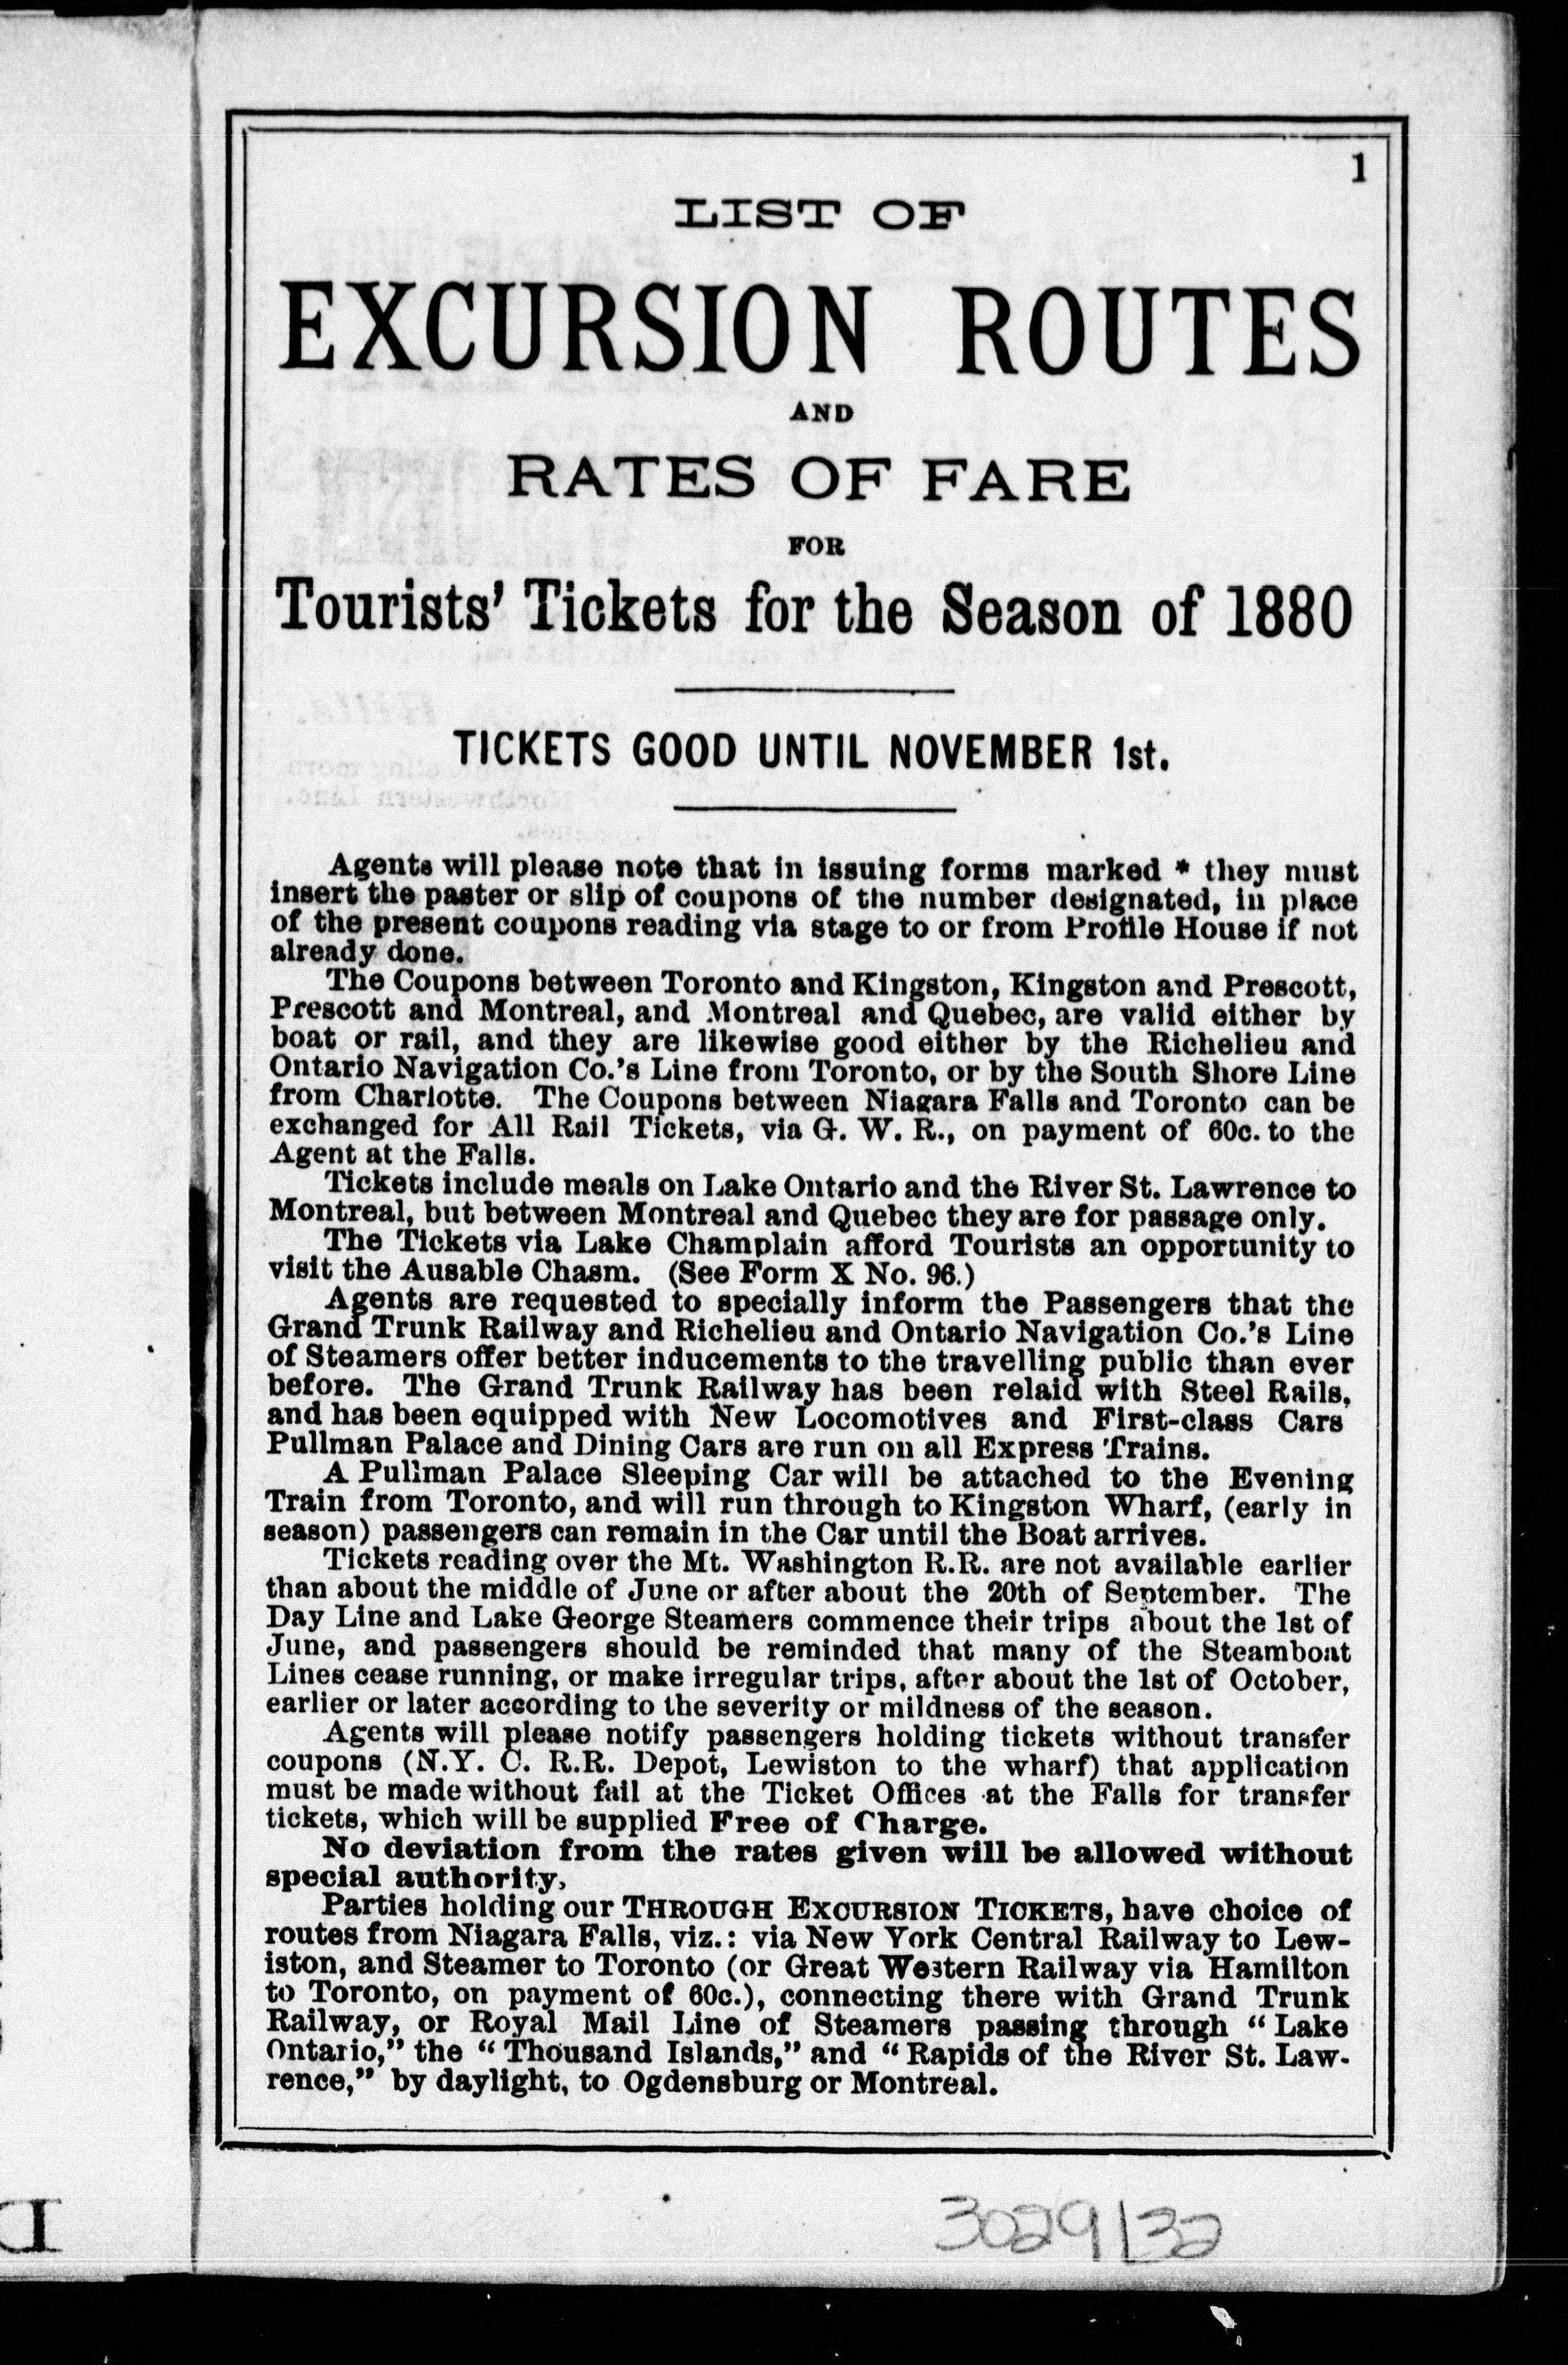 1
LIST OF
EXCURSION ROUTES
AND
RATES OF FARE
FOR
Tourists' Tickets for the Season of 1880
TICKETS GOOD UNTIL NOVEMBER 1st.
Agents will please note that in issuing forms marked * they must
insert the paster or slip of coupons of the number designated, in place
of the present coupons reading via stage to or from Profile House if not
already done.
The Coupons between Toronto and Kingston, Kingston and Prescott,
Prescott and Montreal, and Montreal and Quebec, are valid either by
boat or rail, and they are likewise good either by the Richelieu and
Ontario Navigation Co.'s Line from Toronto, or by the South Shore Line
from Charlotte. The Coupons between Niagara Falls and Toronto can be
exchanged for All Rail Tickets, via G. W. R., on payment of 60c. to the
Agent at the Falls.
Tickets include meals on Lake Ontario and the River St. Lawrence to
Montreal, but between Montreal and Quebec they are for passage only.
The Tickets via Lake Champlain afford Tourists an opportunity to
visit the Ausable Chasm. (See Form X No. 96.)
Agents are requested to specially inform the Passengers that the
Grand Trunk Railway and Richelieu and Ontario Navigation Co.'s Line
of Steamers offer better inducements to the travelling public than ever
before. The Grand Trunk Railway has been relaid with Steel Rails,
and has been equipped with New Locomotives and First-class Cars
Pullman Palace and Dining Cars are run on all Express Trains.
A Pullman Palace Sleeping Car will be attached to the Evening
Train from Toronto, and will run through to Kingston Wharf, (early in
season) passengers can remain in the Car until the Boat arrives.
Tickets reading over the Mt. Washington R.R. are not available earlier
than about the middle of June or after about the 20th of September. The
Day Line and Lake George Steamers commence their trips about the 1st of
June, and passengers should be reminded that many of the Steamboat
Lines cease running, or make irregular trips, after about the 1st of October,
earlier or later according to the severity or mildness of the season.
Agents will please notify passengers holding tickets without transfer
coupons (N.Y. C. R.R. Depot, Lewiston to the wharf) that application
must be made without fail at the Ticket Offices at the Falls for transfer
tickets, which will be supplied Free of Charge.
No deviation from the rates given will be allowed without
special authority,
Parties holding our THROUGH EXCURSION TICKETS, have choice of
routes from Niagara Falls, viz.: via New York Central Railway to Lew-
iston, and Steamer to Toronto (or Great Western Railway via Hamilton
to Toronto, on payment of 60c.), connecting there with Grand Trunk
Railway, or Royal Mail Line of Steamers passing through "Lake
Ontario," the "Thousand Islands," and "Rapids of the River St. Law-
rence," by daylight, to Ogdensburg or Montreal.
3029132